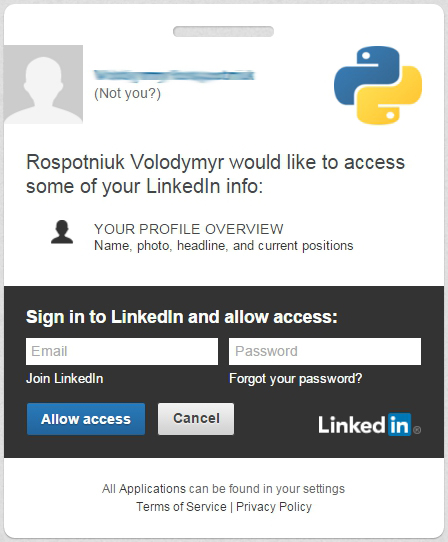 (Not you?)
Rospotniuk Volodymyr would like to access
some of your LinkedIn info:
YOUR PROFILE OVERVIEW
Name, photo, headline, and current positions
Sign in to LinkedIn and allow access:
Email Password
Join LinkedIn Forgot your password?
Allow access Cancel
Linked in ®
All Applications can be found in your settings
Terms of Service | Privacy Policy